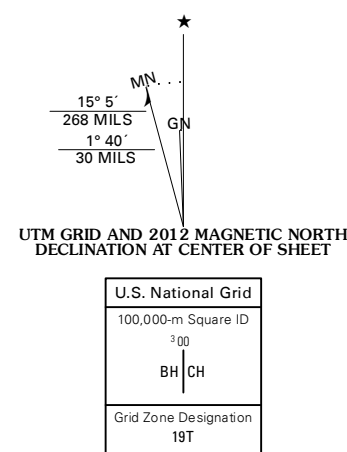 ★
MN
15° 5´
268 MILS
GN
1° 40´
30 MILS
UTM GRID AND 2012 MAGNETIC NORTH
DECLINATION AT CENTER OF SHEET
U.S. National Grid
100,000-m Square ID
³00
BH CH
Grid Zone Designation
19T